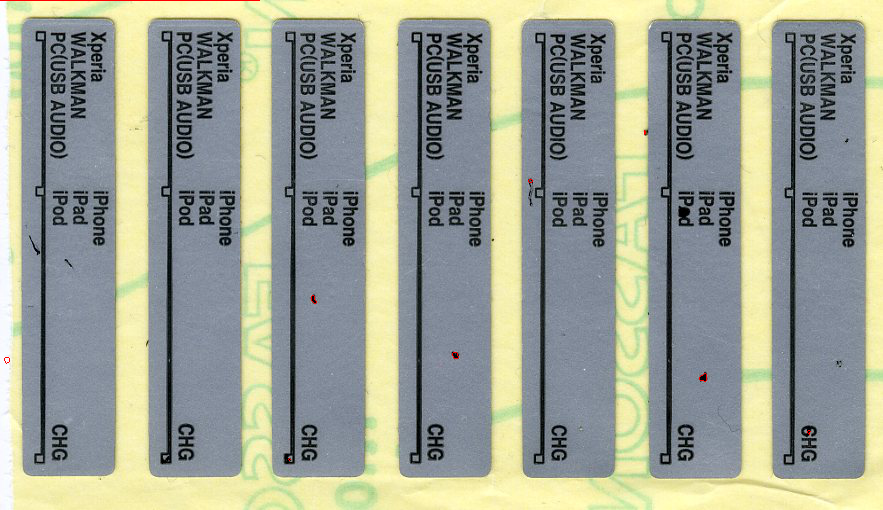 Xperia
WALKMAN
PC(USB AUDIO)
iPhone
iPad
iPod
CHG
Xperia
WALKMAN
PC(USB AUDIO)
iPhone
iPad
iPod
CHG
Xperia
WALKMAN
PC(USB AUDIO)
iPhone
iPad
iPod
CHG
Xperia
WALKMAN
PC(USB AUDIO)
iPhone
iPad
iPod
CHG
Xperia
WALKMAN
PC(USB AUDIO)
iPhone
iPad
iPod
CHG
Xperia
WALKMAN
PC(USB AUDIO)
iPhone
iPad
iPod
CHG
Xperia
WALKMAN
PC(USB AUDIO)
iPhone
iPad
iPod
CHG